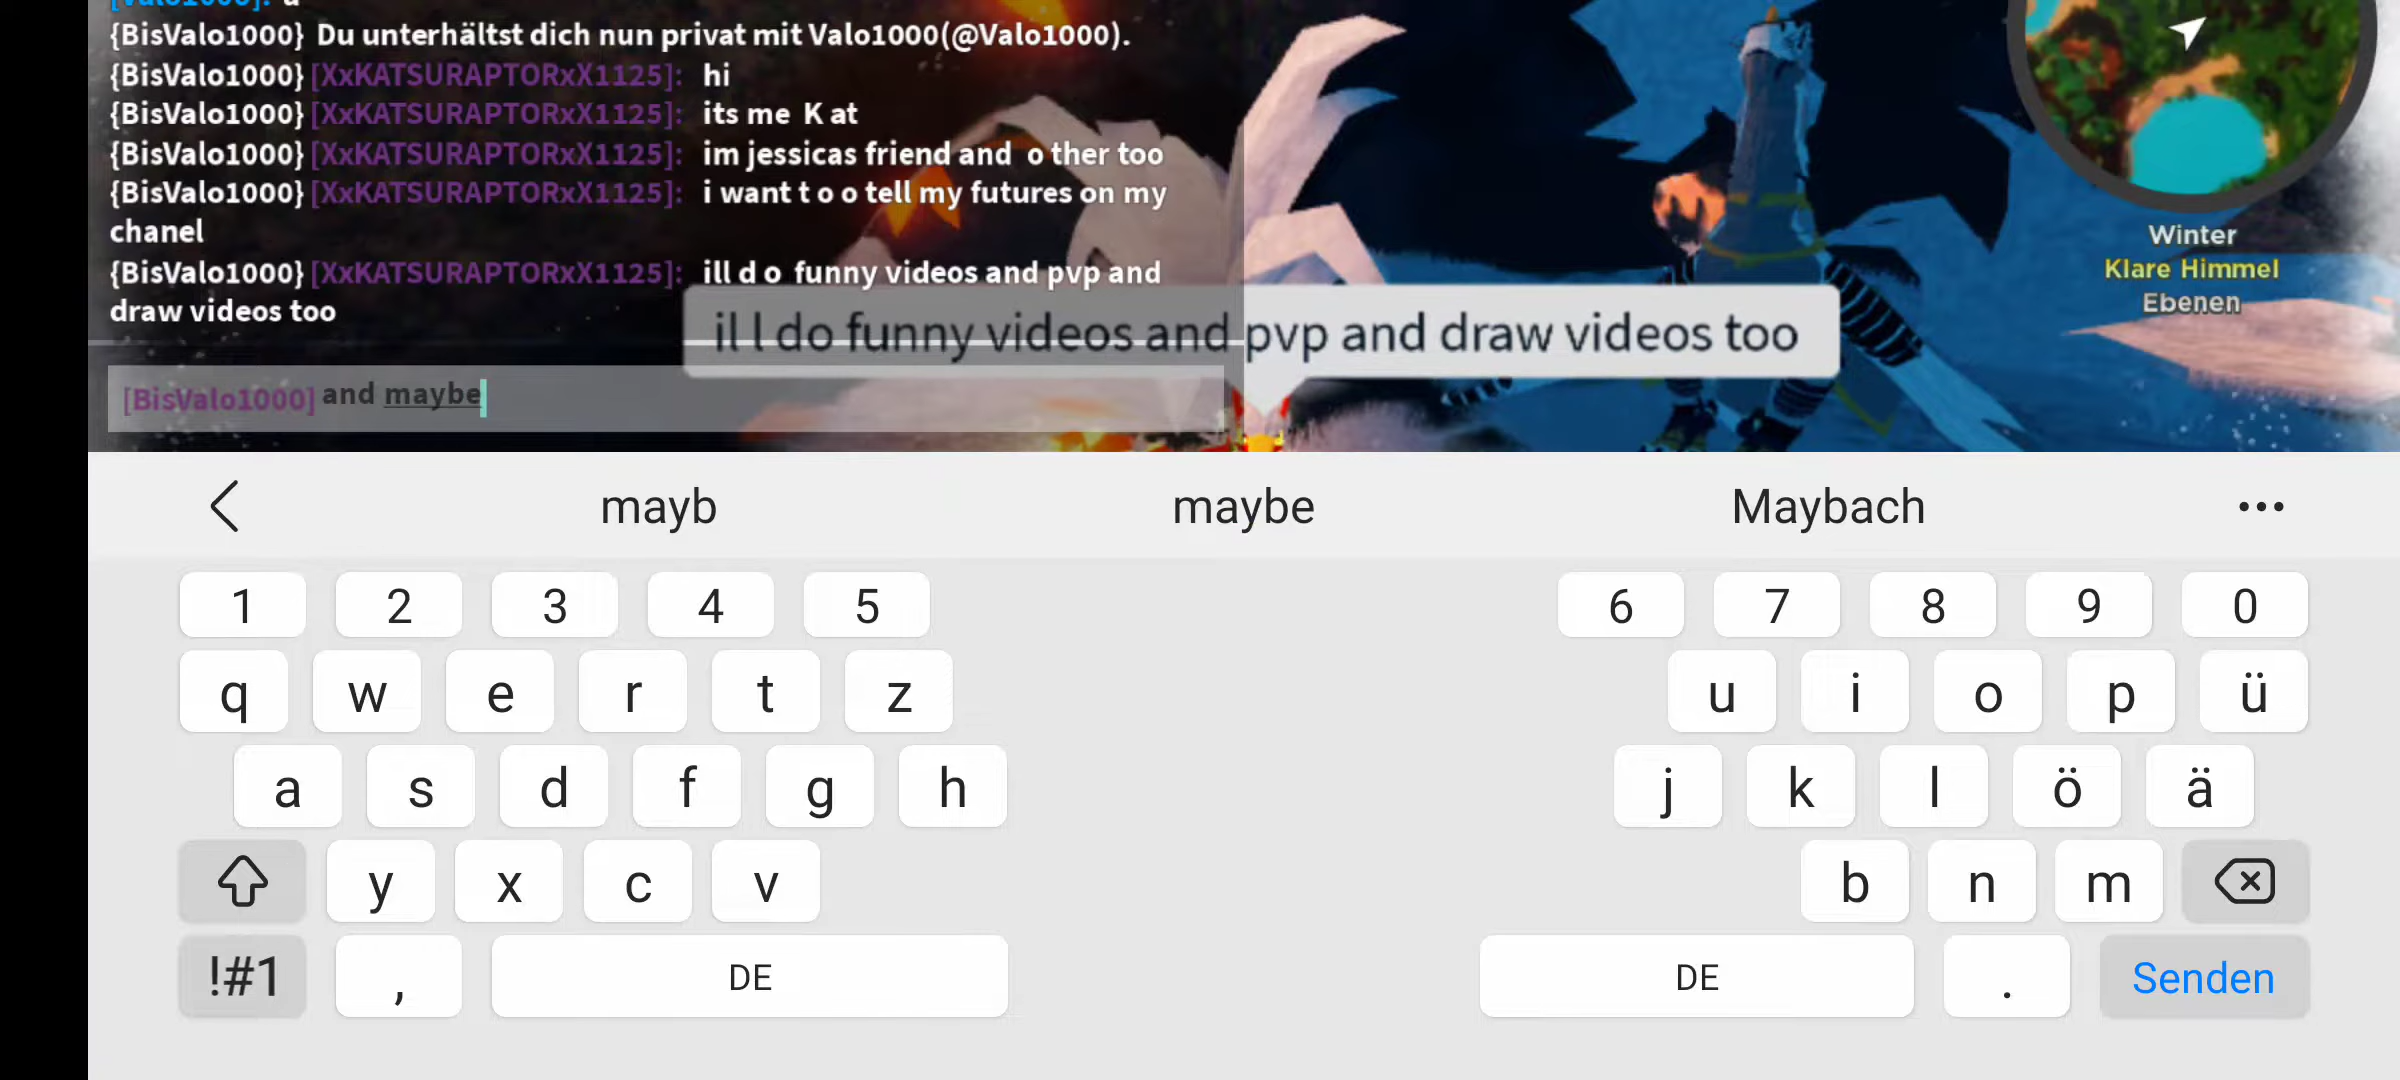 [Valo1000]: a
{BisValo1000} Du unterhältst dich nun privat mit Valo1000(@Valo1000).
{BisValo1000} [XxKATSURAPTORxX1125]: hi
{BisValo1000} [XxKATSURAPTORxX1125]: its me K at
{BisValo1000} [XxKATSURAPTORxX1125]: im jessicas friend and o ther too
{BisValo1000} [XxKATSURAPTORxX1125]: i want t o o tell my futures on my
chanel
{BisValo1000} [XxKATSURAPTORxX1125]: ill d o funny videos and pvp and
draw videos too
il l do funny videos and pvp and draw videos too
[BisValo1000] and maybe
Winter
Klare Himmel
Ebenen
mayb maybe Maybach ...
1 2 3 4 5 6 7 8 9 0
q w e r t z u i o p ü
a s d f g h j k l ö ä
y x c v b n m
!#1 , DE DE . Senden